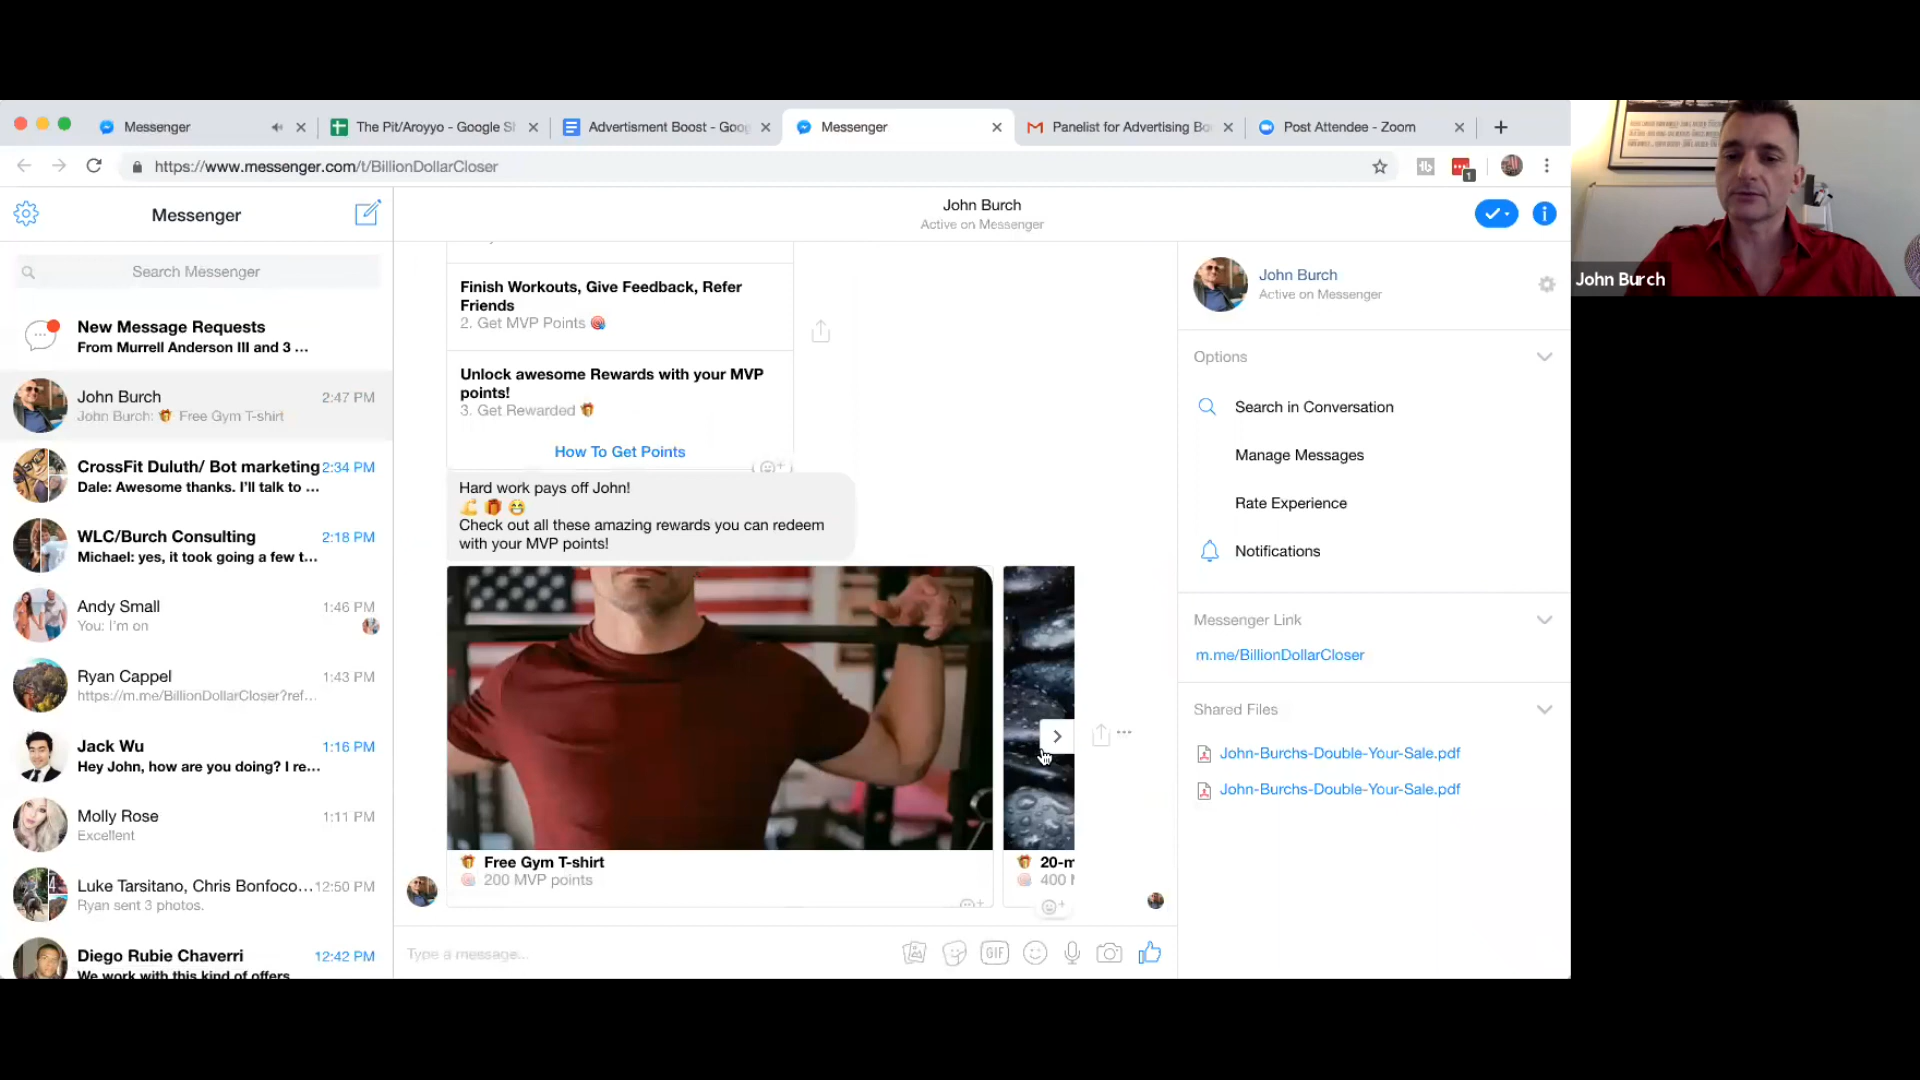 Messenger
The Pit/Aroyyo - Google Sh
Advertisment Boost - Goog
Messenger
Panelist for Advertising Bo
Post Attendee - Zoom
https://www.messenger.com/t/BillionDollarCloser
1
Messenger
John Burch
Active on Messenger
Search Messenger
New Message Requests
From Murrell Anderson III and 3 ...
John Burch
2:47 PM
John Burch: 🎁 Free Gym T-shirt
CrossFit Duluth/ Bot marketing
2:34 PM
Dale: Awesome thanks. I'll talk to ...
WLC/Burch Consulting
2:18 PM
Michael: yes, it took going a few t...
Andy Small
1:46 PM
You: I'm on
Ryan Cappel
1:43 PM
https://m.me/BillionDollarCloser?ref...
Jack Wu
1:16 PM
Hey John, how are you doing? I re...
Molly Rose
1:11 PM
Excellent
Luke Tarsitano, Chris Bonfoco...
12:50 PM
Ryan sent 3 photos.
Diego Rubie Chaverri
12:42 PM
We work with this kind of offers
Finish Workouts, Give Feedback, Refer
Friends
2. Get MVP Points 🎯
Unlock awesome Rewards with your MVP
points!
3. Get Rewarded 🎁
How To Get Points
Hard work pays off John!
💪 🎁 😁
Check out all these amazing rewards you can redeem
with your MVP points!
🎁 Free Gym T-shirt
🎯 200 MVP points
🎁 20-m
🎯 400
Type a message...
GIF
John Burch
Active on Messenger
Options
Search in Conversation
Manage Messages
Rate Experience
Notifications
Messenger Link
m.me/BillionDollarCloser
Shared Files
John-Burchs-Double-Your-Sale.pdf
John-Burchs-Double-Your-Sale.pdf
John Burch